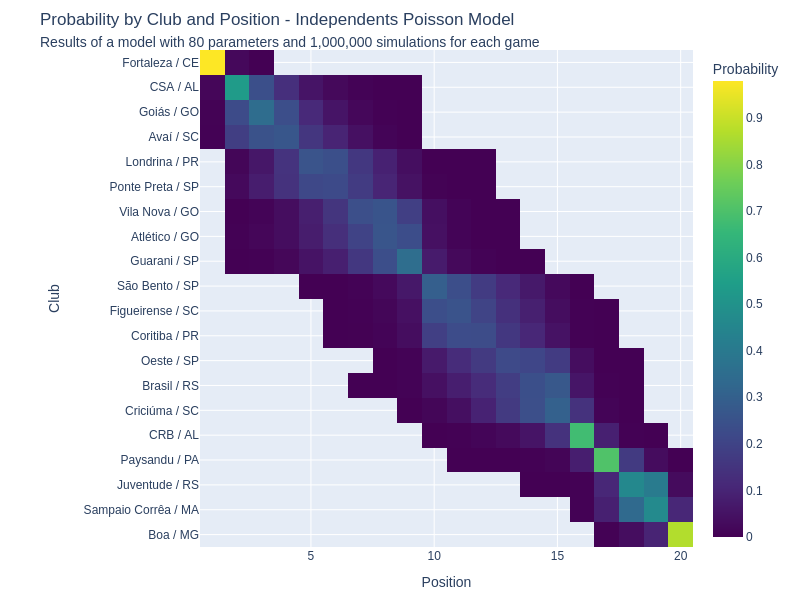 Probability by Club and Position - Independents Poisson Model
Results of a model with 80 parameters and 1,000,000 simulations for each game
Probability
Club
Fortaleza / CE
CSA / AL
Goiás / GO
Avaí / SC
Londrina / PR
Ponte Preta / SP
Vila Nova / GO
Atlético / GO
Guarani / SP
São Bento / SP
Figueirense / SC
Coritiba / PR
Oeste / SP
Brasil / RS
Criciúma / SC
CRB / AL
Paysandu / PA
Juventude / RS
Sampaio Corrêa / MA
Boa / MG
5 10 15 20
Position
0.9
0.8
0.7
0.6
0.5
0.4
0.3
0.2
0.1
0